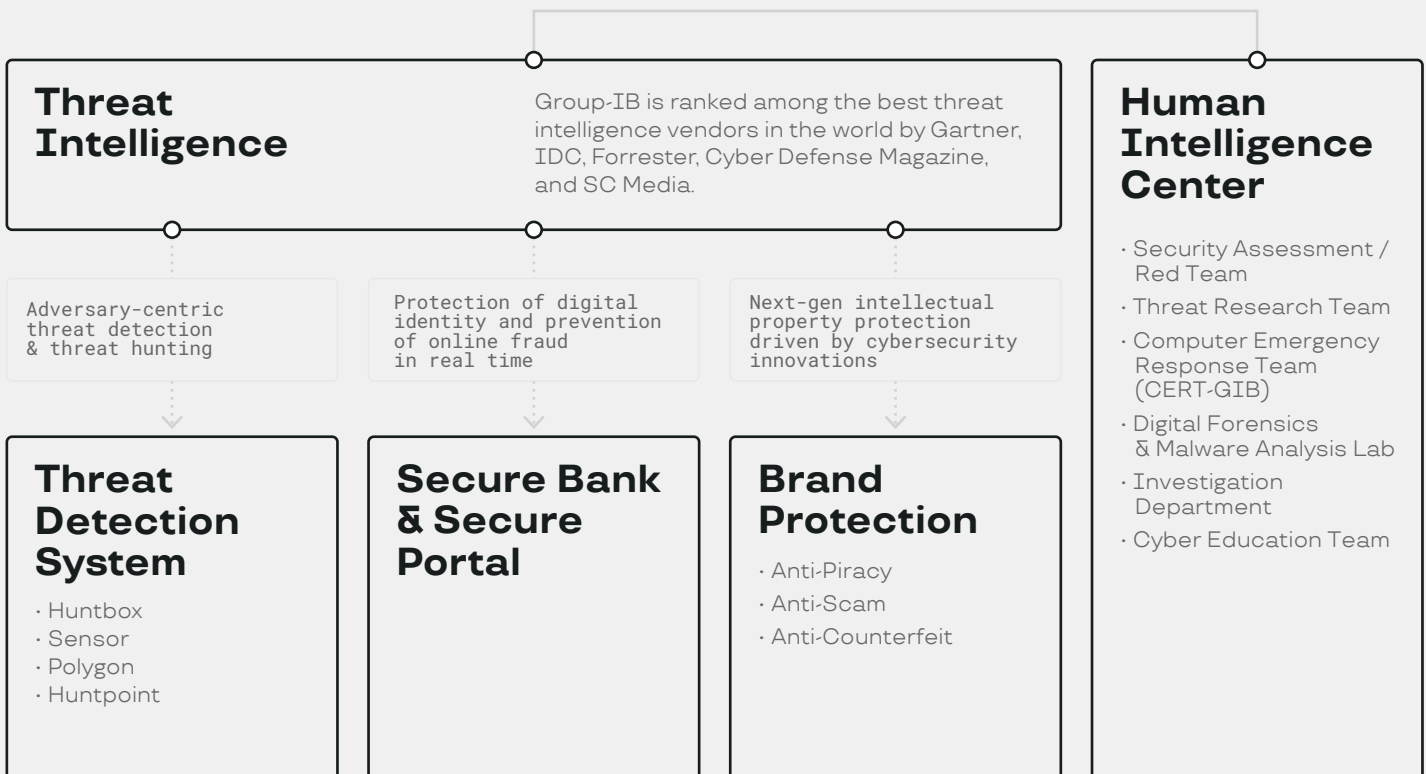 Threat
Intelligence
Group-IB is ranked among the best threat
intelligence vendors in the world by Gartner,
IDC, Forrester, Cyber Defense Magazine,
and SC Media.
Adversary-centric
threat detection
& threat hunting
Protection of digital
identity and prevention
of online fraud
in real time
Next-gen intellectual
property protection
driven by cybersecurity
innovations
Threat
Detection
System
· Huntbox
· Sensor
· Polygon
· Huntpoint
Secure Bank
& Secure
Portal
Brand
Protection
· Anti-Piracy
· Anti-Scam
· Anti-Counterfeit
Human
Intelligence
Center
· Security Assessment /
Red Team
· Threat Research Team
· Computer Emergency
Response Team
(CERT-GIB)
· Digital Forensics
& Malware Analysis Lab
· Investigation
Department
· Cyber Education Team